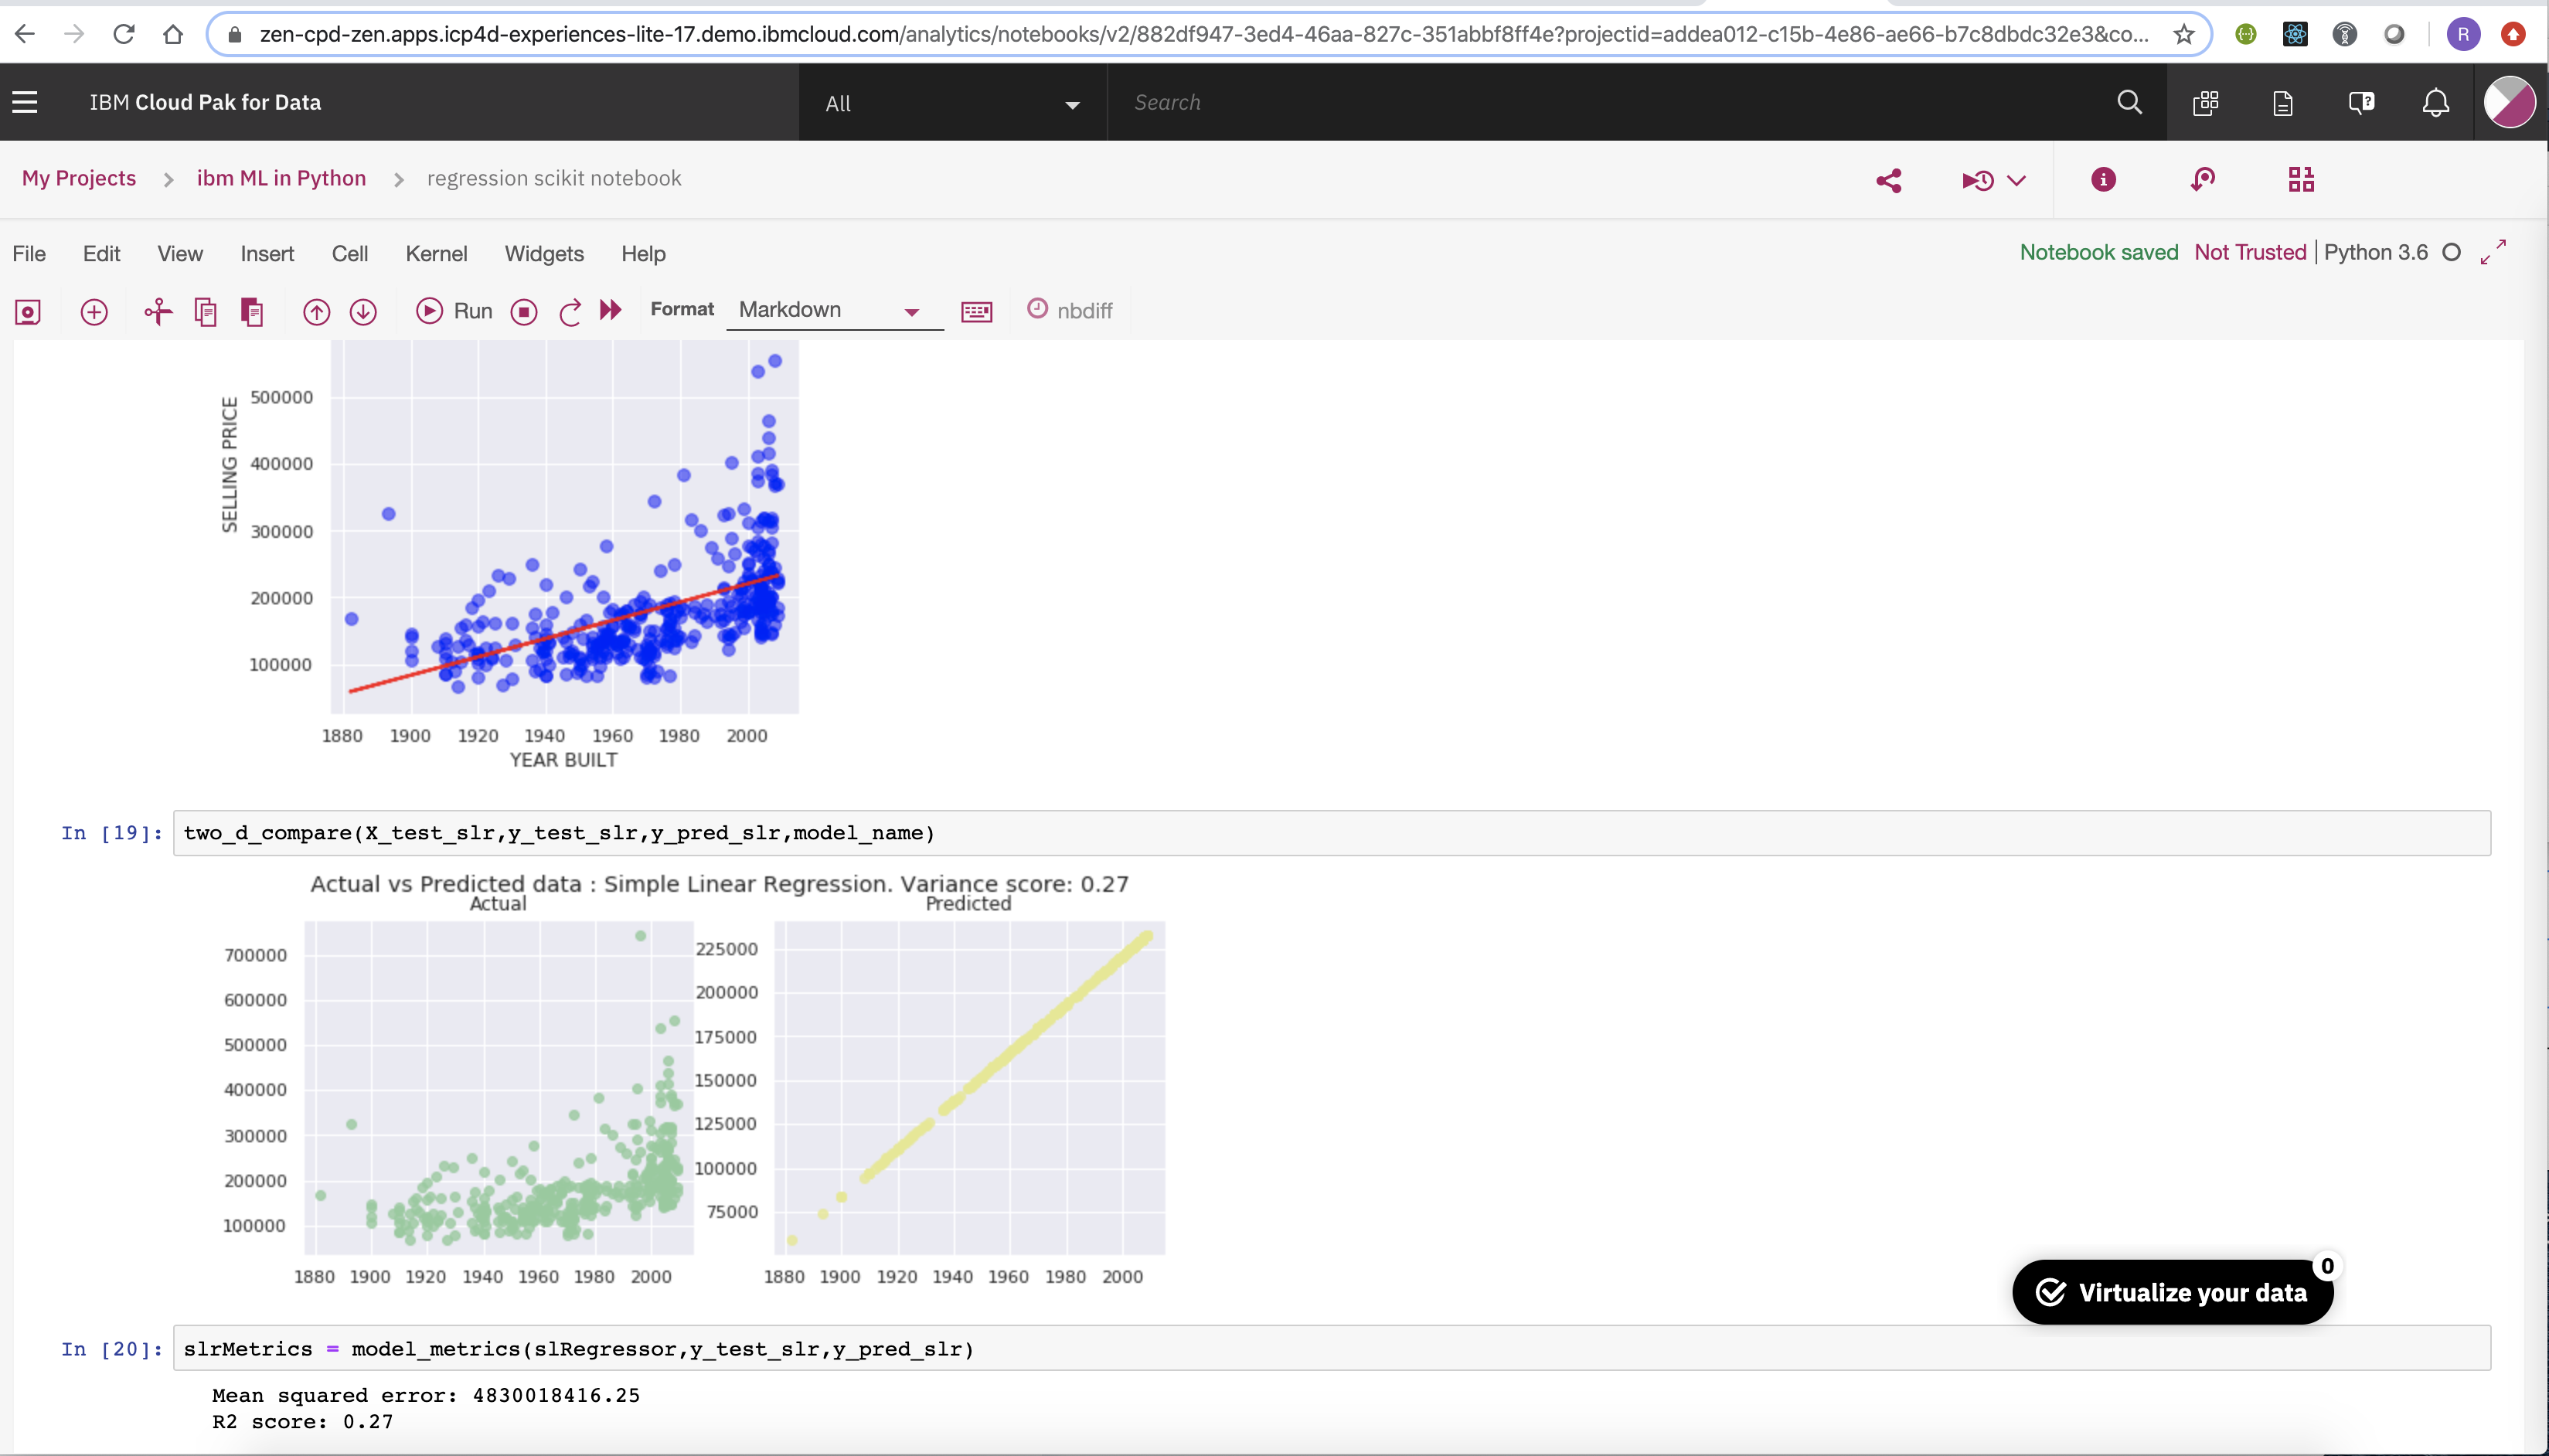 zen-cpd-zen.apps.icp4d-experiences-lite-17.demo.ibmcloud.com/analytics/notebooks/v2/882df947-3ed4-46aa-827c-351abbf8ff4e?projectid=addea012-c15b-4e86-ae66-b7c8dbdc32e3&co...
R
IBM Cloud Pak for Data
All
Search
My Projects > ibm ML in Python > regression scikit notebook
File Edit View Insert Cell Kernel Widgets Help
Notebook saved Not Trusted | Python 3.6
Run Format Markdown nbdiff
SELLING PRICE
500000
400000
300000
200000
100000
1880 1900 1920 1940 1960 1980 2000
YEAR BUILT
In [19]: two_d_compare(X_test_slr,y_test_slr,y_pred_slr,model_name)
Actual vs Predicted data : Simple Linear Regression. Variance score: 0.27
Actual
700000
600000
500000
400000
300000
200000
100000
1880 1900 1920 1940 1960 1980 2000
Predicted
225000
200000
175000
150000
125000
100000
75000
1880 1900 1920 1940 1960 1980 2000
0
Virtualize your data
In [20]: slrMetrics = model_metrics(slRegressor,y_test_slr,y_pred_slr)
Mean squared error: 4830018416.25
R2 score: 0.27